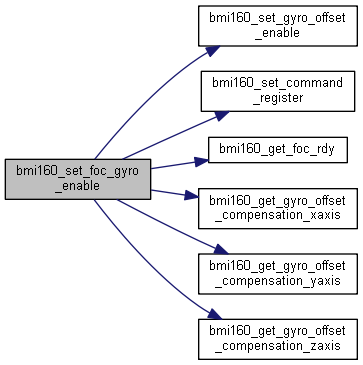 bmi160_set_gyro_offset
_enable
bmi160_set_command
_register
bmi160_get_foc_rdy
bmi160_set_foc_gyro
_enable
bmi160_get_gyro_offset
_compensation_xaxis
bmi160_get_gyro_offset
_compensation_yaxis
bmi160_get_gyro_offset
_compensation_zaxis